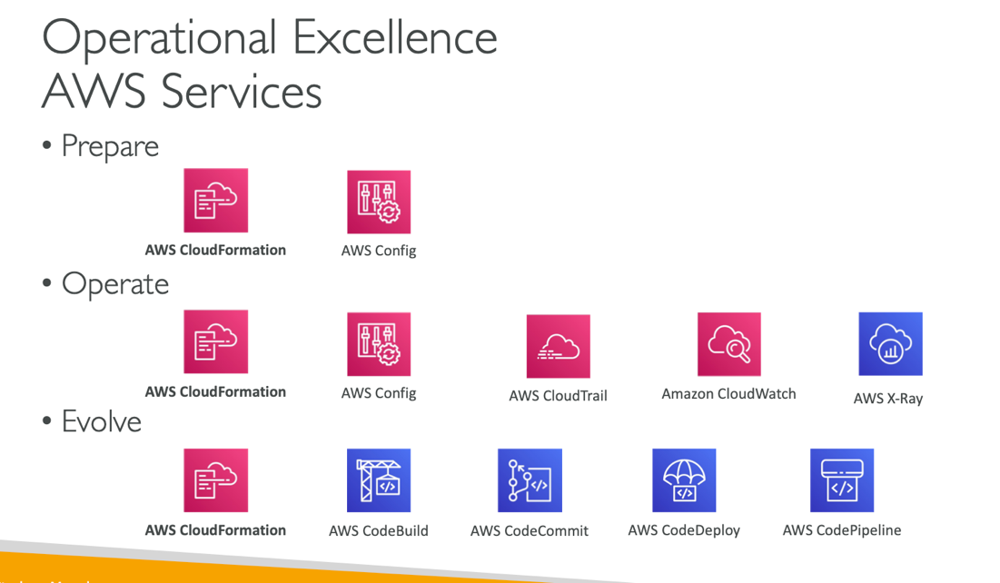 Operational Excellence
AWS Services
• Prepare
AWS CloudFormation AWS Config
• Operate
AWS CloudFormation AWS Config AWS CloudTrail Amazon CloudWatch AWS X-Ray
• Evolve
AWS CloudFormation AWS CodeBuild AWS CodeCommit AWS CodeDeploy AWS CodePipeline